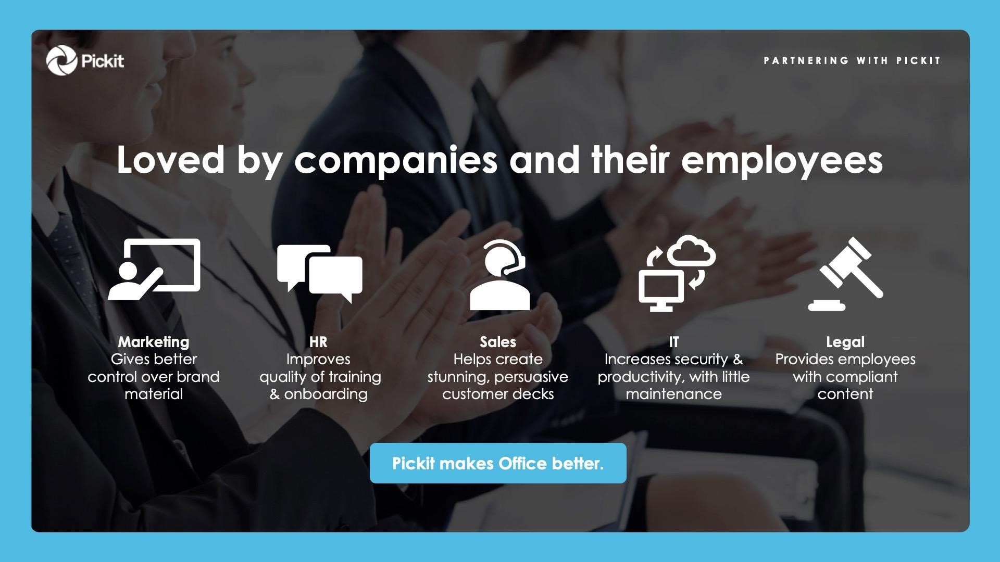 Pickit
PARTNERING WITH PICKIT
Loved by companies and their employees
Marketing
Gives better
control over brand
material
HR
Improves
quality of training
& onboarding
Sales
Helps create
stunning, persuasive
customer decks
IT
Increases security &
productivity, with little
maintenance
Legal
Provides employees
with compliant
content
Pickit makes Office better.